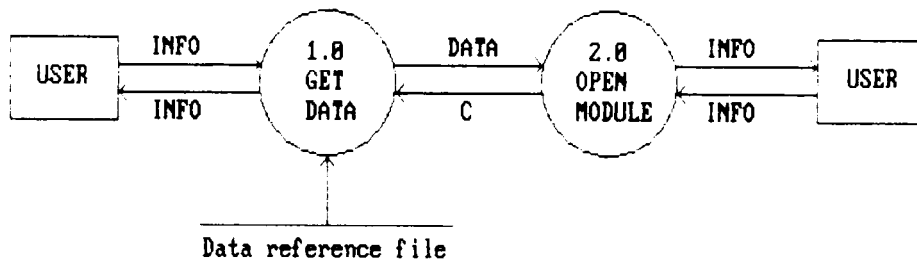 INFO
USER
INFO
1.0
GET
DATA
DATA
C
2.0
OPEN
MODULE
INFO
INFO
USER
Data reference file